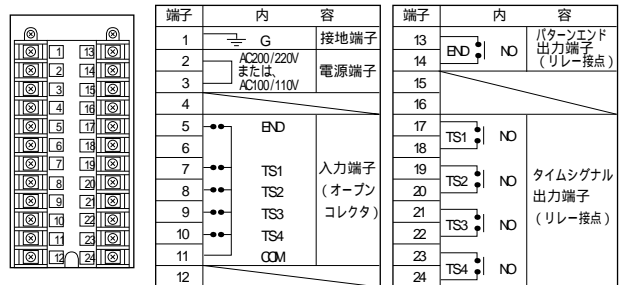 1 13
2 14
3 15
4 16
5 17
6 18
7 19
8 20
9 21
10 22
11 23
12 24
端子 内 容
1 G 接地端子
2 AC200/220V
または、
3 AC100/110V
電源端子
4
5 END
6
7 TS1 入力端子
8 TS2 (オープン
9 TS3 コレクタ)
10 TS4
11 COM
12
端子 内 容
13 END NO パターンエンド
出力端子
14 (リレー接点)
15
16
17 TS1 NO
18
19 TS2 NO タイムシグナル
20 出力端子
21 TS3 NO (リレー接点)
22
23 TS4 NO
24